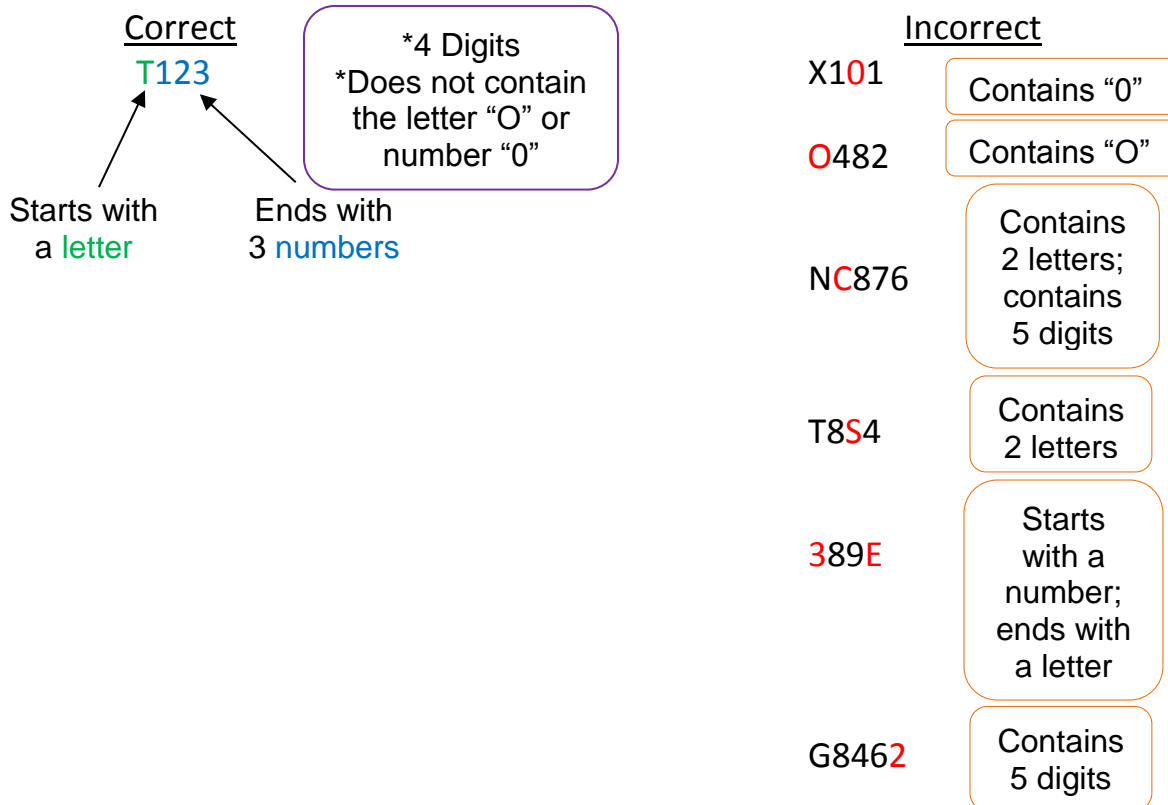 Correct
T123
*4 Digits
*Does not contain
the letter “O” or
number “0”
Starts with
a letter
Ends with
3 numbers
Incorrect
X101
Contains “0”
O482
Contains “O”
NC876
Contains
2 letters;
contains
5 digits
T8S4
Contains
2 letters
389E
Starts
with a
number;
ends with
a letter
G8462
Contains
5 digits